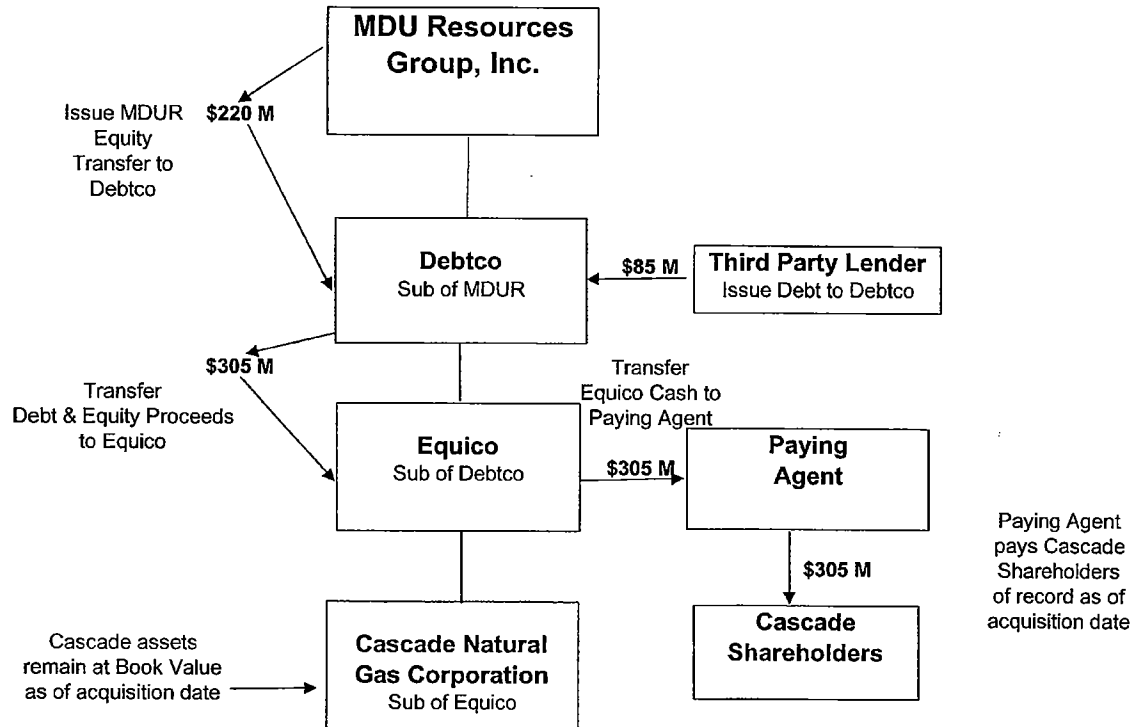 MDU Resources
Group, Inc.
Issue MDUR
Equity
Transfer to
Debtco
$220 M
Debtco
Sub of MDUR
$85 M
Third Party Lender
Issue Debt to Debtco
$305 M
Transfer
Debt & Equity Proceeds
to Equico
Transfer
Equico Cash to
Paying Agent
Equico
Sub of Debtco
$305 M
Paying
Agent
$305 M
Paying Agent
pays Cascade
Shareholders
of record as of
acquisition date
Cascade assets
remain at Book Value
as of acquisition date
Cascade Natural
Gas Corporation
Sub of Equico
Cascade
Shareholders